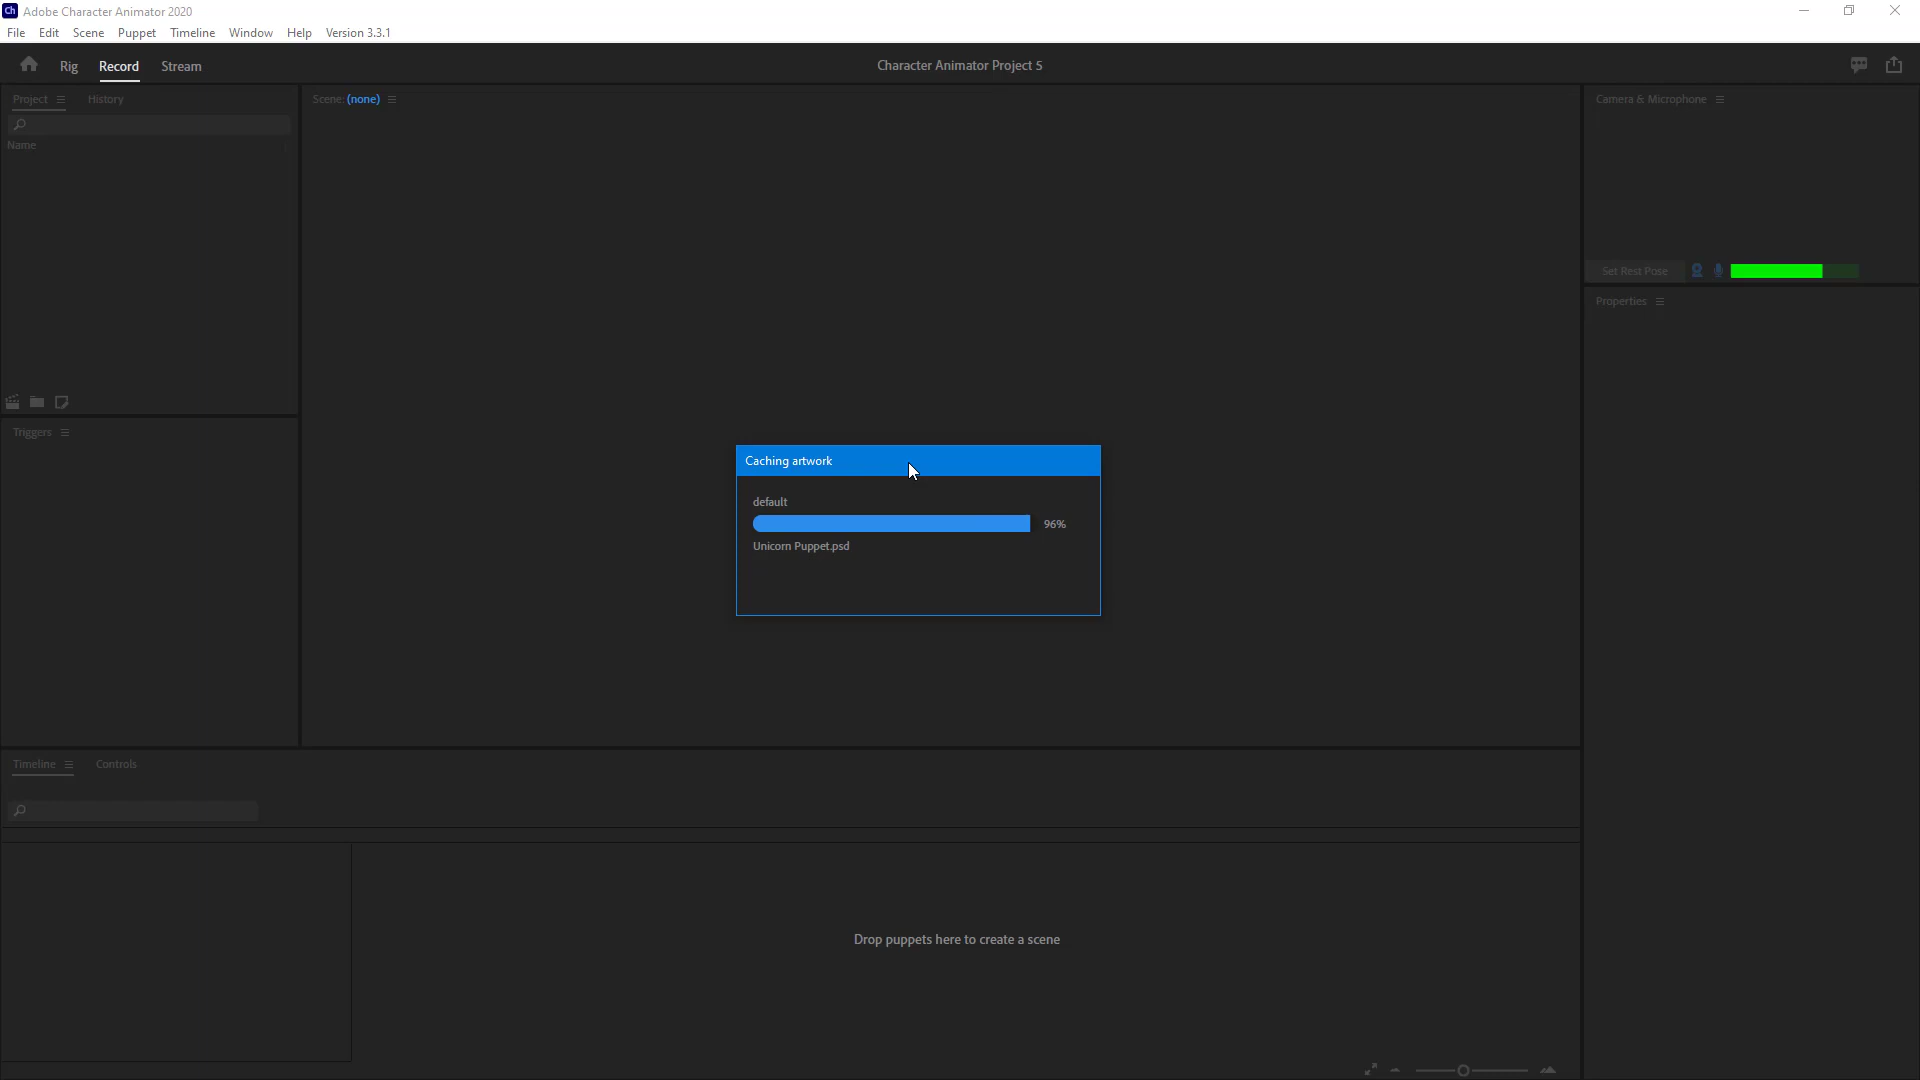 Ch Adobe Character Animator 2020
File Edit Scene Puppet Timeline Window Help Version 3.3.1
Rig Record Stream Character Animator Project 5
Project History
Scene: (none)
Camera & Microphone
Name
Set Rest Pose
Properties
Triggers
Caching artwork
default
96%
Unicorn Puppet.psd
Timeline Controls
Drop puppets here to create a scene